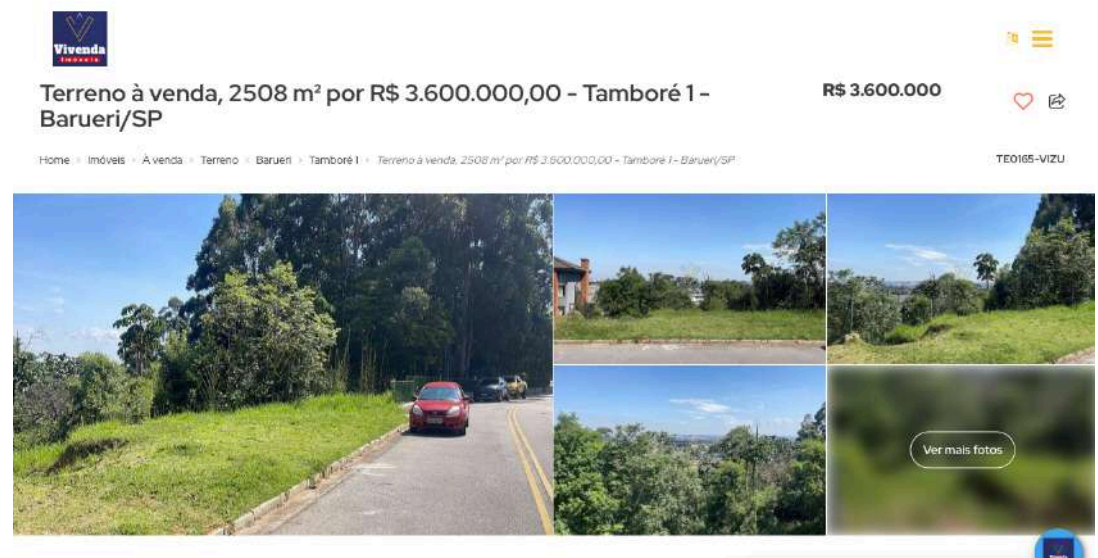 Vivenda
Imóveis
Terreno à venda, 2508 m² por R$ 3.600.000,00 - Tamboré 1 -
Barueri/SP
R$ 3.600.000
Home Imóveis À venda Terreno Barueri Tamboré 1 Terreno à venda, 2508 m² por R$ 3.600.000,00 - Tamboré 1 - Barueri/SP
TE0165-VIZU
Ver mais fotos
Vivenda